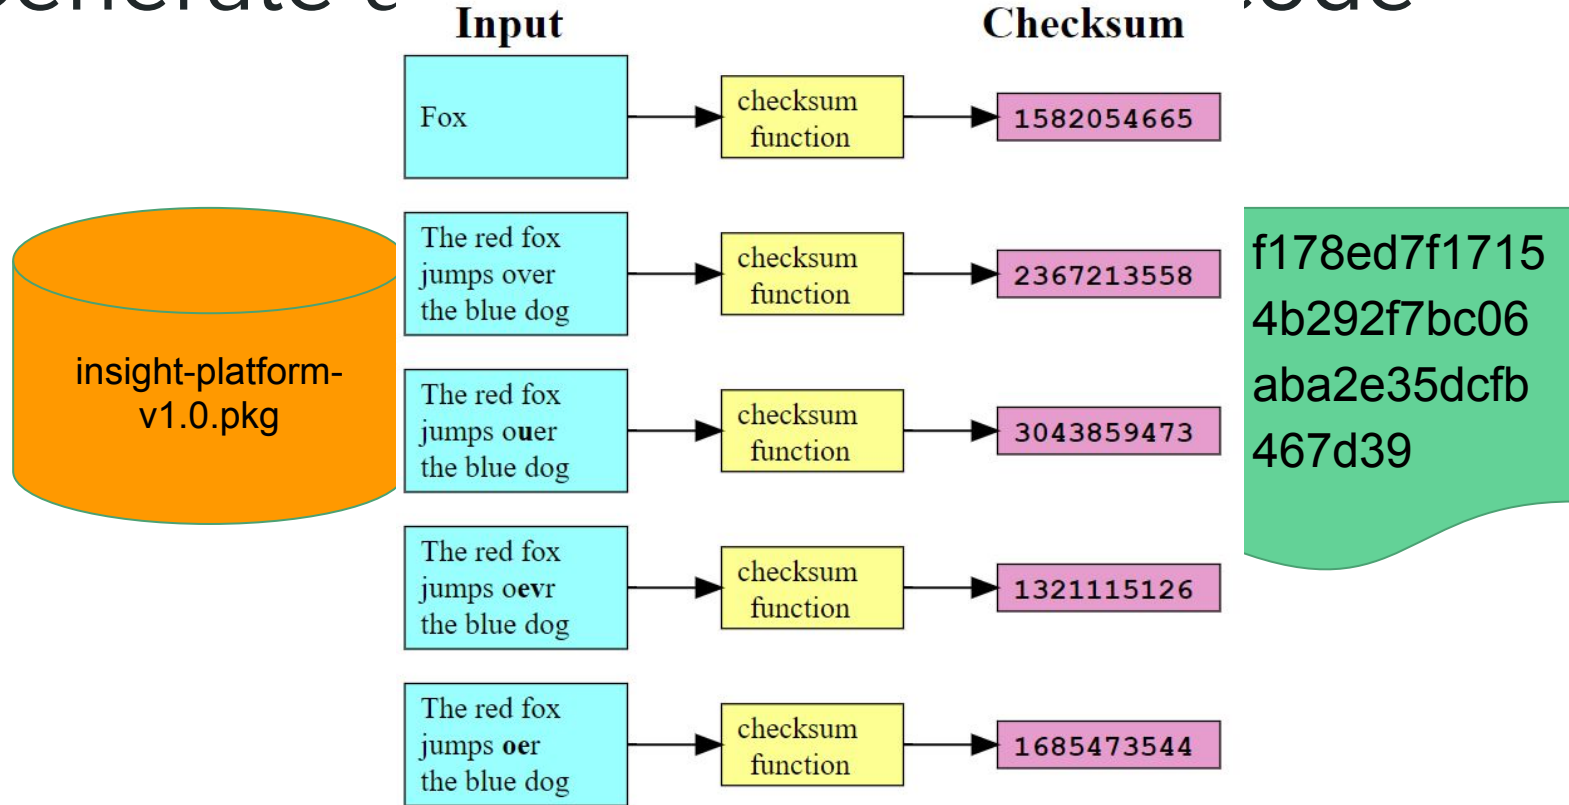 Input
Checksum
Fox
checksum
function
1582054665
The red fox
jumps over
the blue dog
checksum
function
2367213558
The red fox
jumps ouer
the blue dog
checksum
function
3043859473
The red fox
jumps oevr
the blue dog
checksum
function
1321115126
The red fox
jumps oer
the blue dog
checksum
function
1685473544
insight-platform-
v1.0.pkg
f178ed7f1715
4b292f7bc06
aba2e35dcfb
467d39